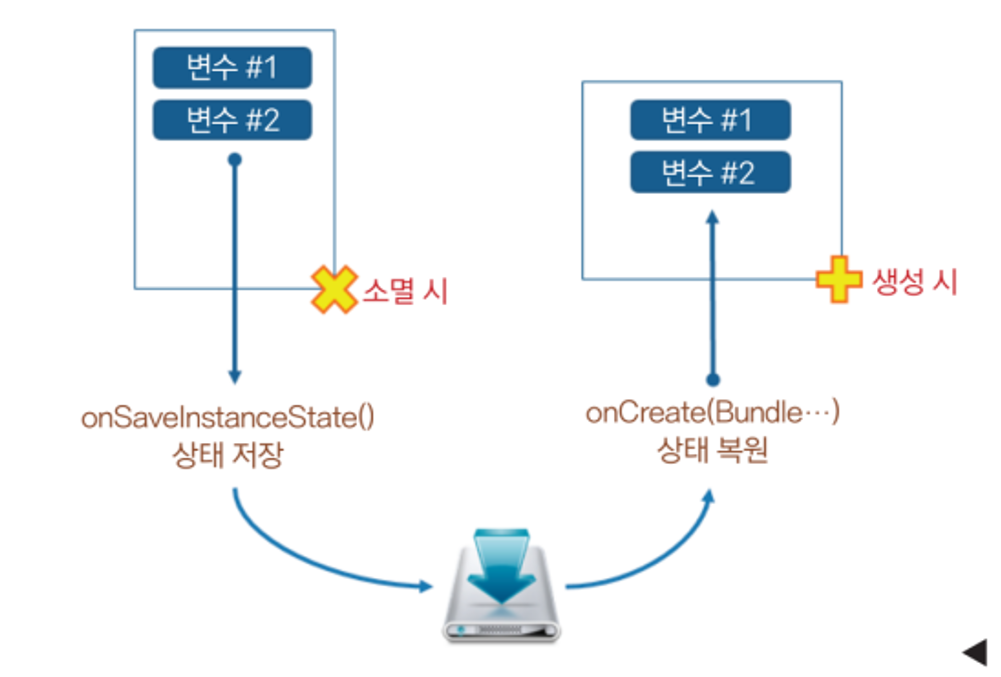 변수 #1
변수 #2
소멸 시
onSaveInstanceState()
상태 저장
변수 #1
변수 #2
생성 시
onCreate(Bundle…)
상태 복원